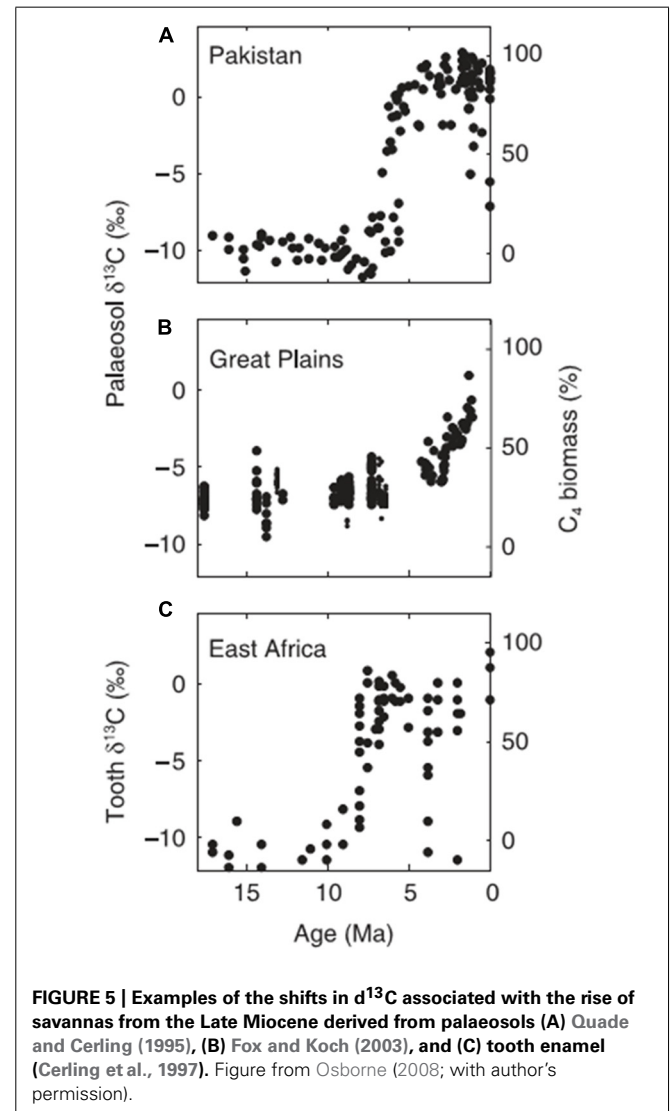 A
Pakistan
0
−5
−10
100
50
0
Palaeosol δ¹³C (‰)
B
Great Plains
0
−5
−10
100
50
0
C₄ biomass (%)
C
East Africa
0
−5
−10
100
50
0
Tooth δ¹³C (‰)
15 10 5 0
Age (Ma)
FIGURE 5 | Examples of the shifts in d¹³C associated with the rise of
savannas from the Late Miocene derived from palaeosols (A) Quade
and Cerling (1995), (B) Fox and Koch (2003), and (C) tooth enamel
(Cerling et al., 1997). Figure from Osborne (2008; with author's
permission).